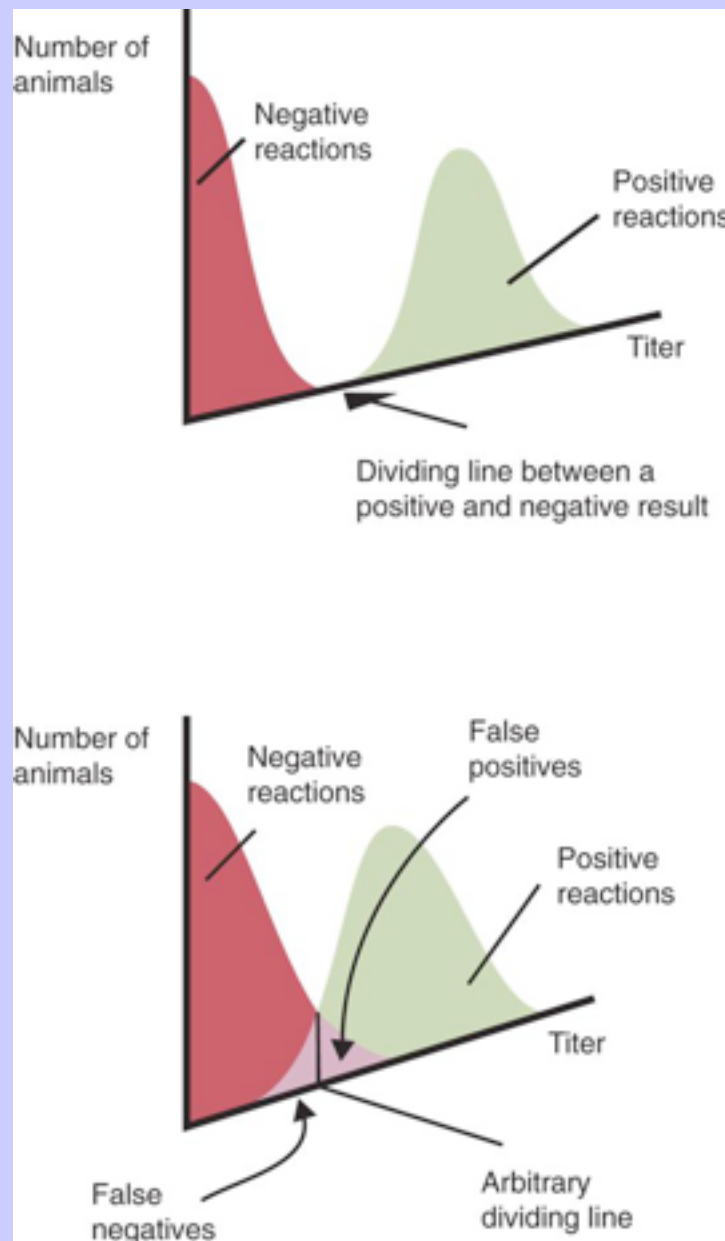 Number of
animals
Negative
reactions
Positive
reactions
Titer
Dividing line between a
positive and negative result
Number of
animals
Negative
reactions
False
positives
Positive
reactions
Titer
False
negatives
Arbitrary
dividing line